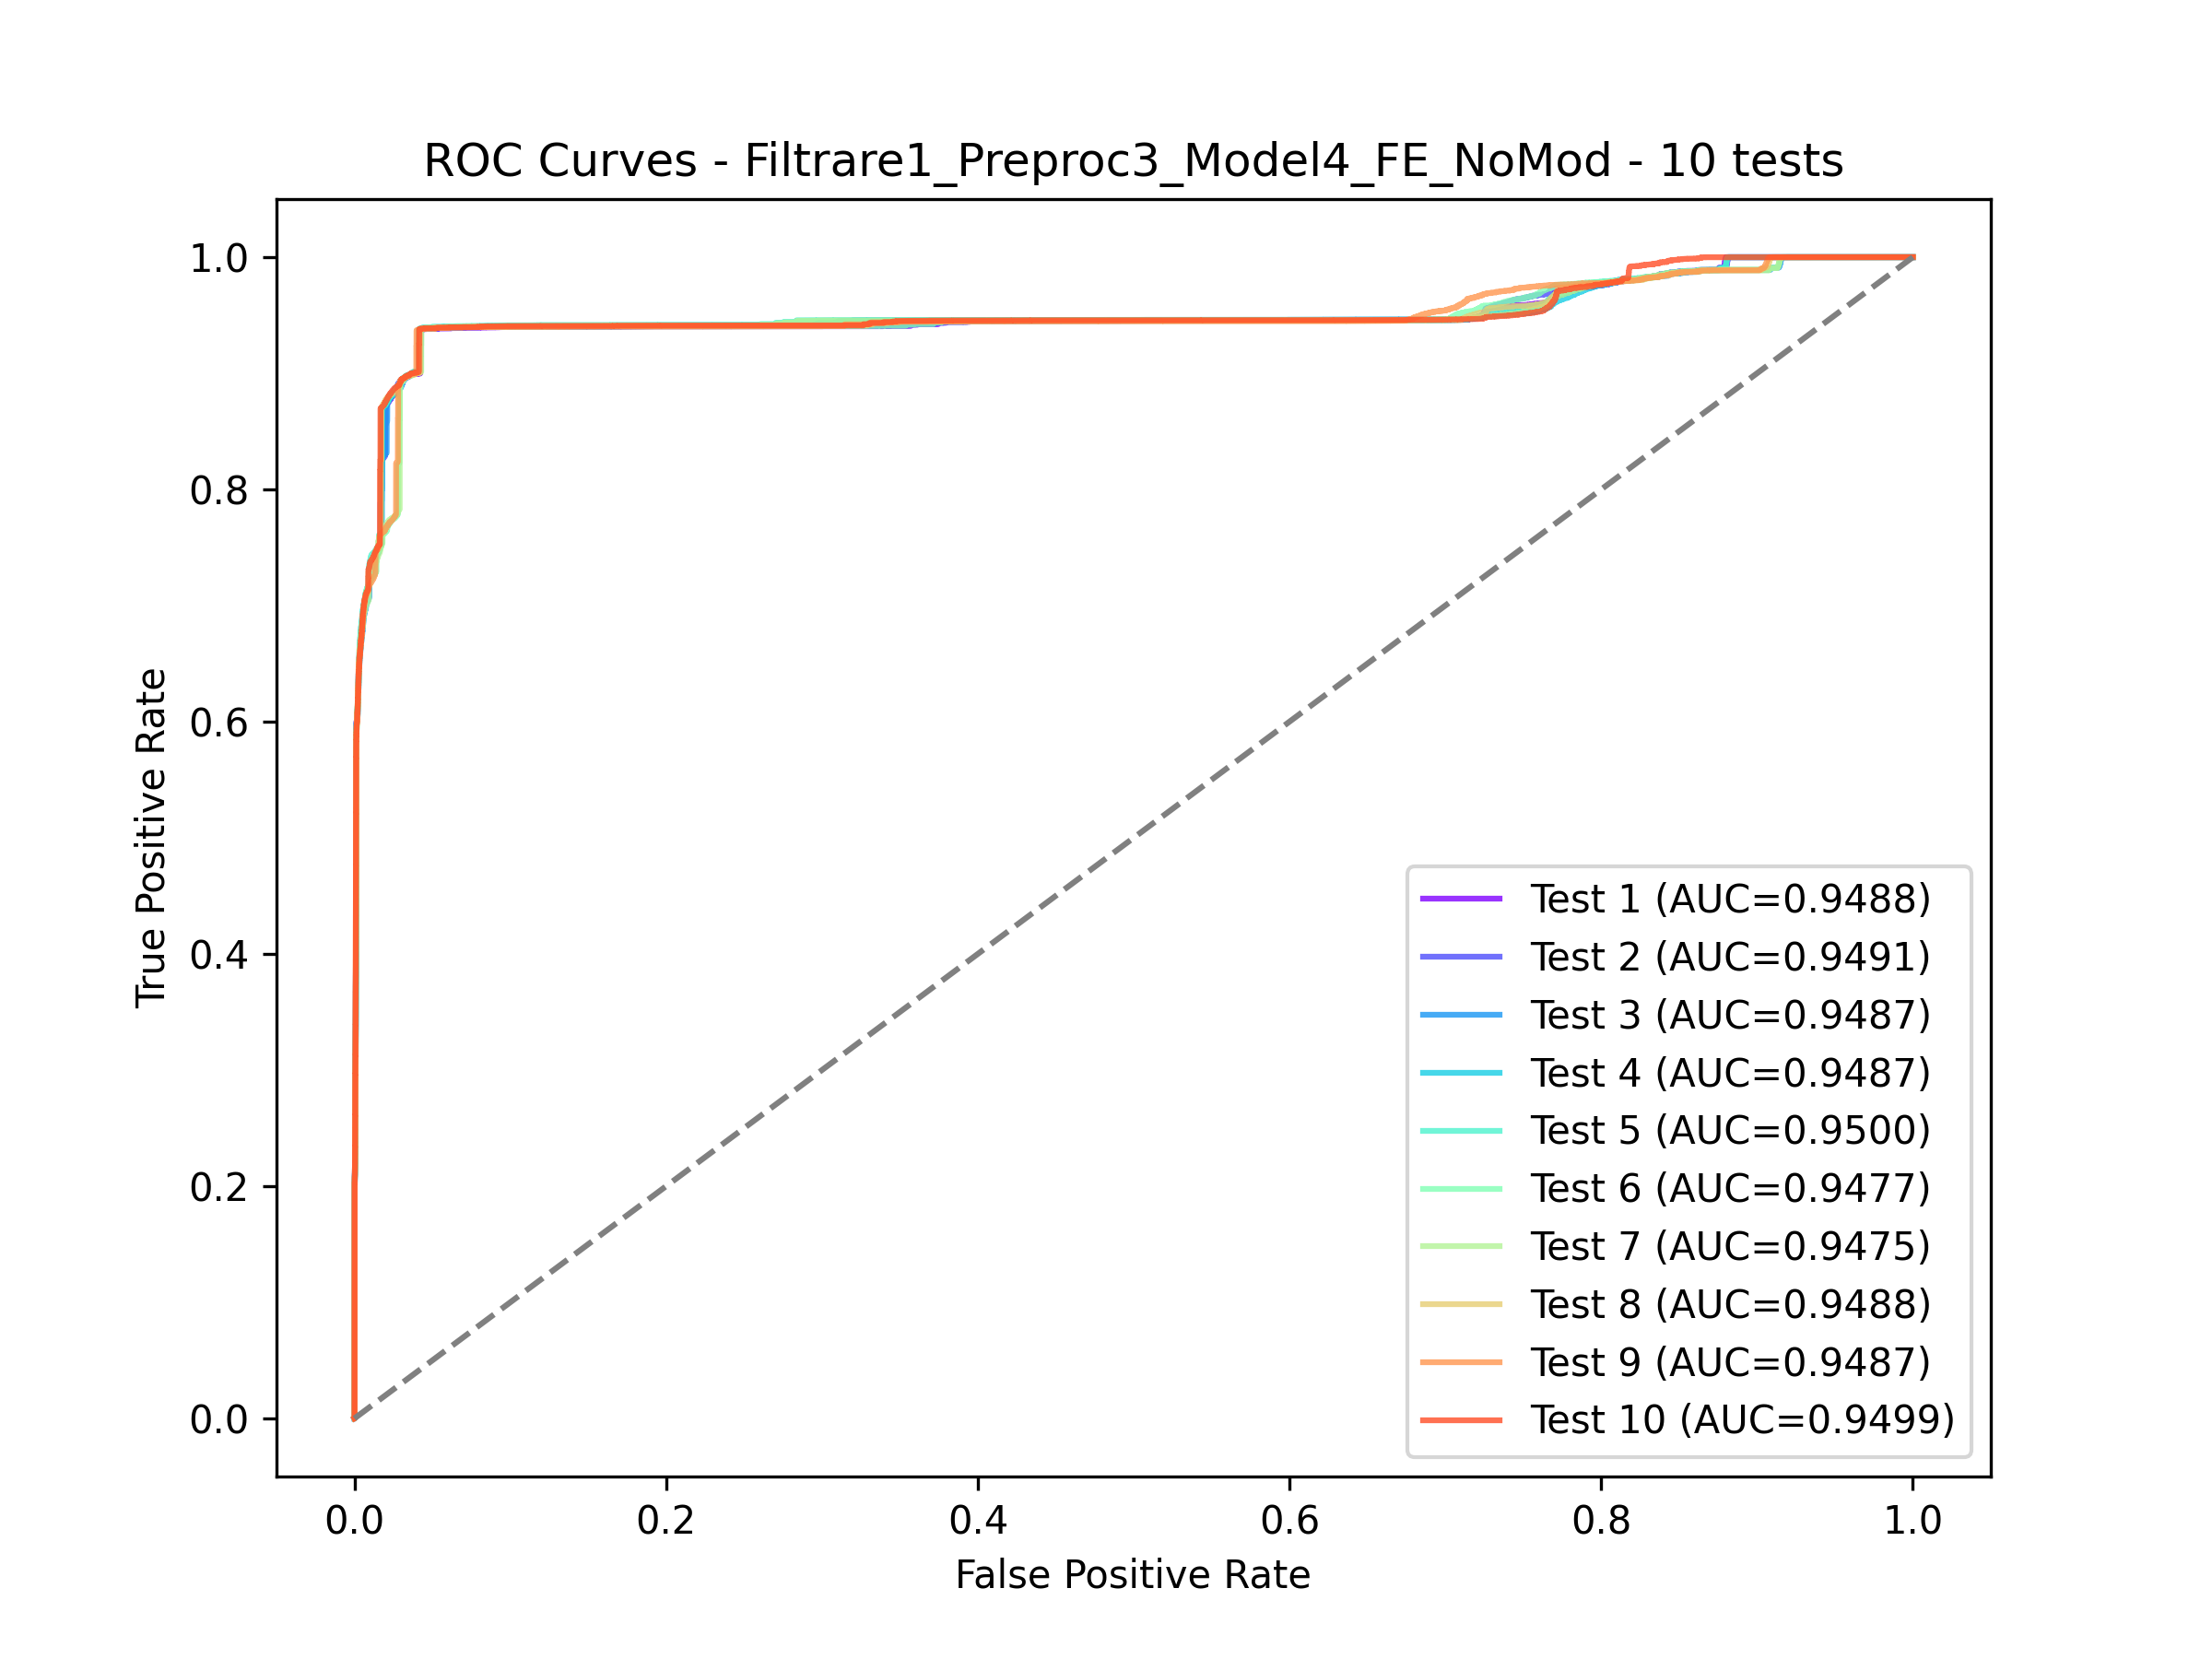 ROC Curves - Filtrare1_Preproc3_Model4_FE_NoMod - 10 tests
True Positive Rate
1.0
0.8
0.6
0.4
0.2
0.0
Test 1 (AUC=0.9488)
Test 2 (AUC=0.9491)
Test 3 (AUC=0.9487)
Test 4 (AUC=0.9487)
Test 5 (AUC=0.9500)
Test 6 (AUC=0.9477)
Test 7 (AUC=0.9475)
Test 8 (AUC=0.9488)
Test 9 (AUC=0.9487)
Test 10 (AUC=0.9499)
0.0 0.2 0.4 0.6 0.8 1.0
False Positive Rate